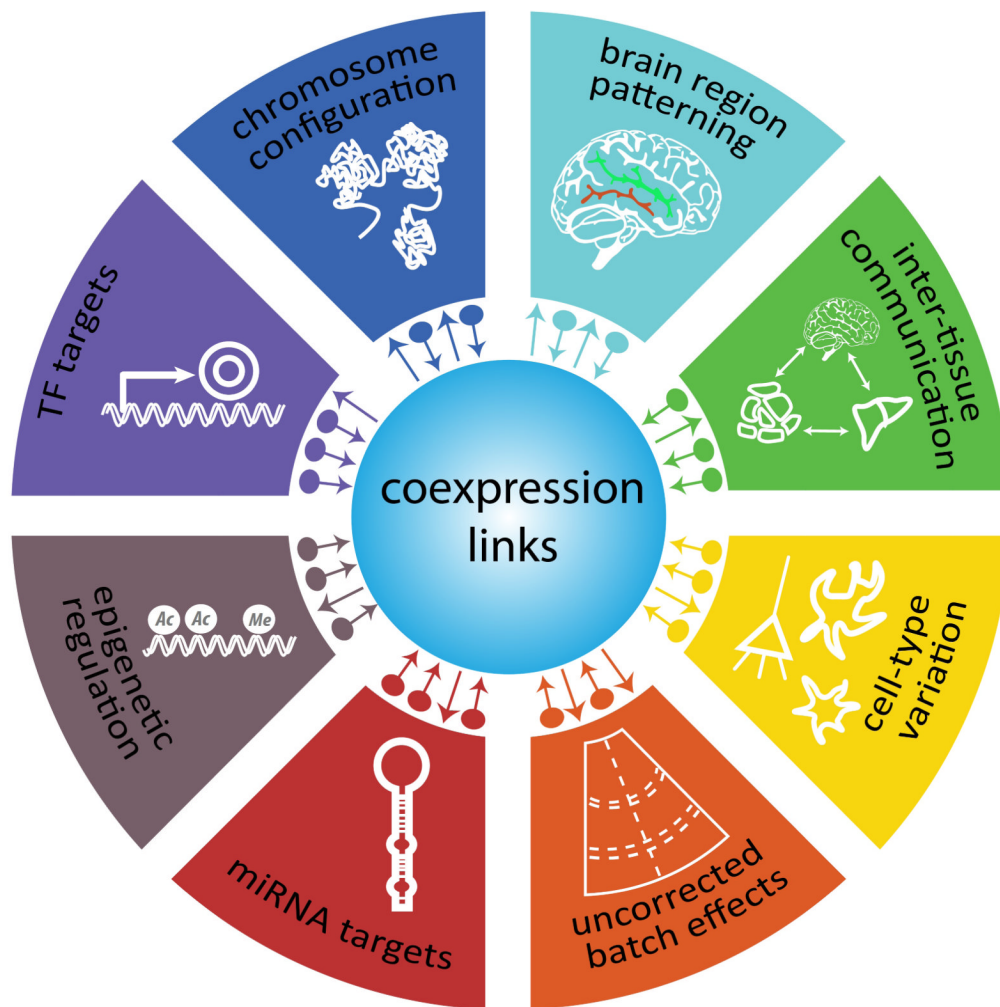 chromosome
configuration
brain region
patterning
inter-tissue
communication
cell-type
variation
uncorrected
batch effects
miRNA targets
epigenetic
regulation
Ac Ac Me
TF targets
coexpression
links